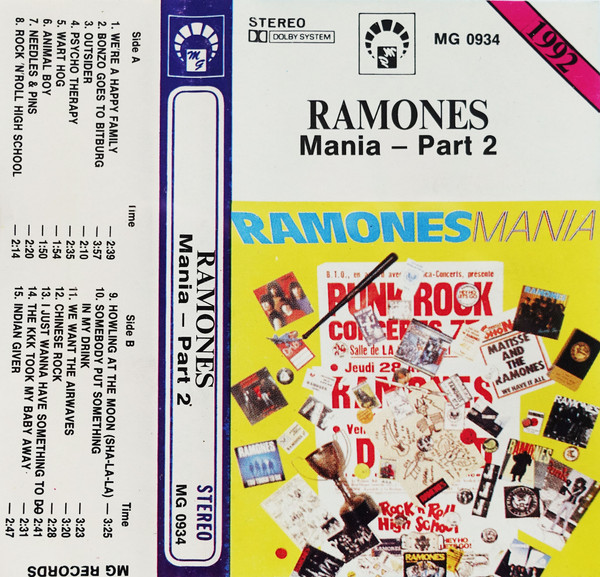 Side A Time
1. WE'RE A HAPPY FAMILY — 2:39
2. BONZO GOES TO BITBURG — 3:57
3. OUTSIDER — 2:10
4. PSYCHO THERAPY — 2:35
5. WART HOG — 1:54
6. ANIMAL BOY — 1:50
7. NEEDLES & PINS — 2:20
8. ROCK 'N'ROLL HIGH SCHOOL — 2:14
Side B Time
9. HOWLING AT THE MOON (SHA-LA-LA) — 3:25
10. SOMEBODY PUT SOMETHING
IN MY DRINK — 3:23
11. WE WANT THE AIRWAVES — 3:20
12. CHINESE ROCK — 2:28
13. I JUST WANNA HAVE SOMETHING TO DO 2:41
14. THE KKK TOOK MY BABY AWAY — 2:31
15. INDIAN GIVER — 2:47
MG RECORDS
MG
RAMONES
Mania – Part 2
STEREO
MG 0934
STEREO
DOLBY SYSTEM
MG
MG 0934
1992
RAMONES
Mania – Part 2
RAMONESMANIA
PUNK ROCK
Salle de LA
Jeudi 28
MATISSE
AND THE
RAMONES
WE HAVE IT ALL
RAMONES
RAMONES
Rock 'n' Roll
High School
HEY HO
LET'S GO!
RAMONES